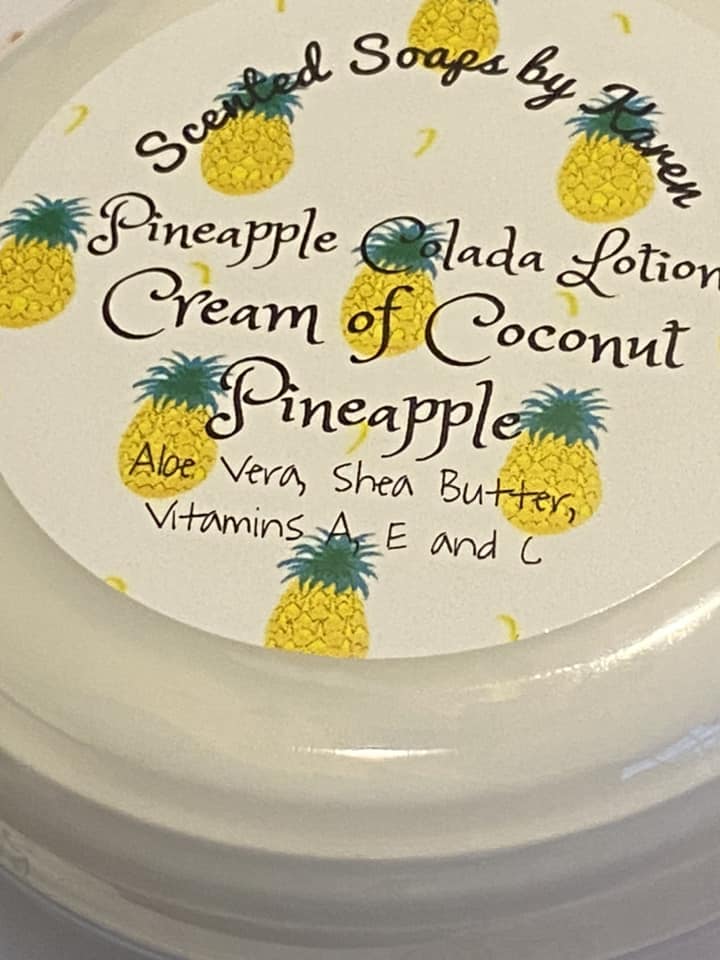 Scented Soaps by Karen
Pineapple Colada Lotion
Cream of Coconut
Pineapple
Aloe Vera, Shea Butter,
Vitamins A, E and C